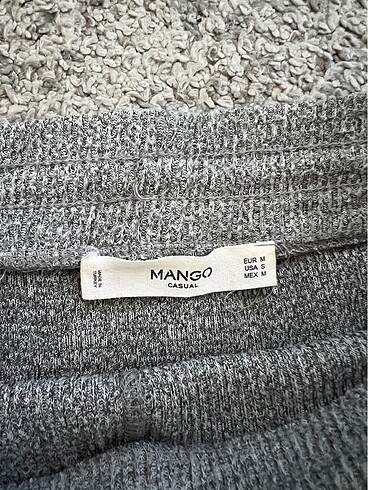 MADE IN
TURKEY
MANGO
CASUAL
EUR M
USA S
MEX M